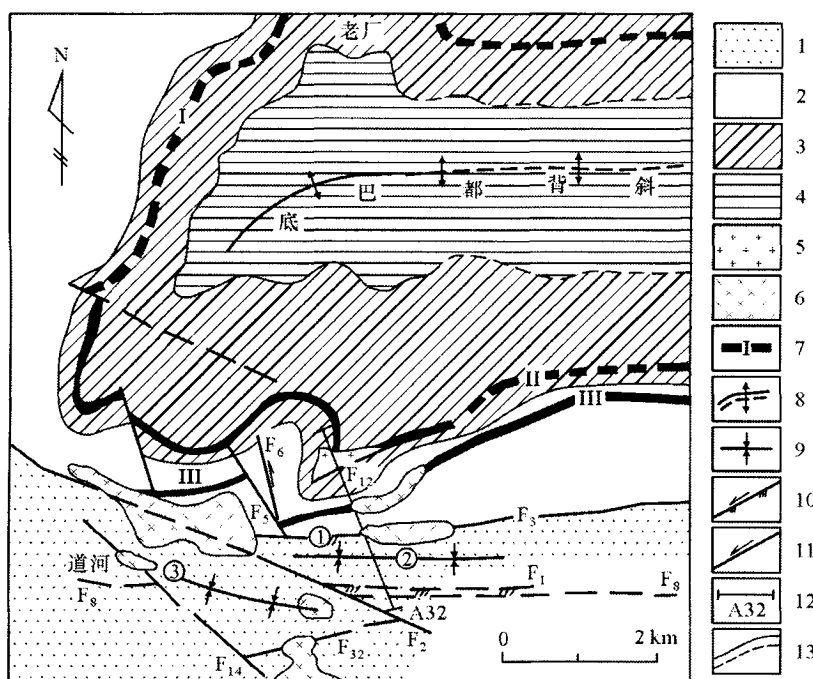 老厂
1
N
2
I
3
巴 都 背 斜
4
底
5
6
I
7
II
8
III
III
F₆
F₁₂
9
F₅
F₃
10
①
②
道河
③
F₁
F₈
11
F₈
A32
F₂
A32
12
F₃₂
0 2 km
F₁₄
13